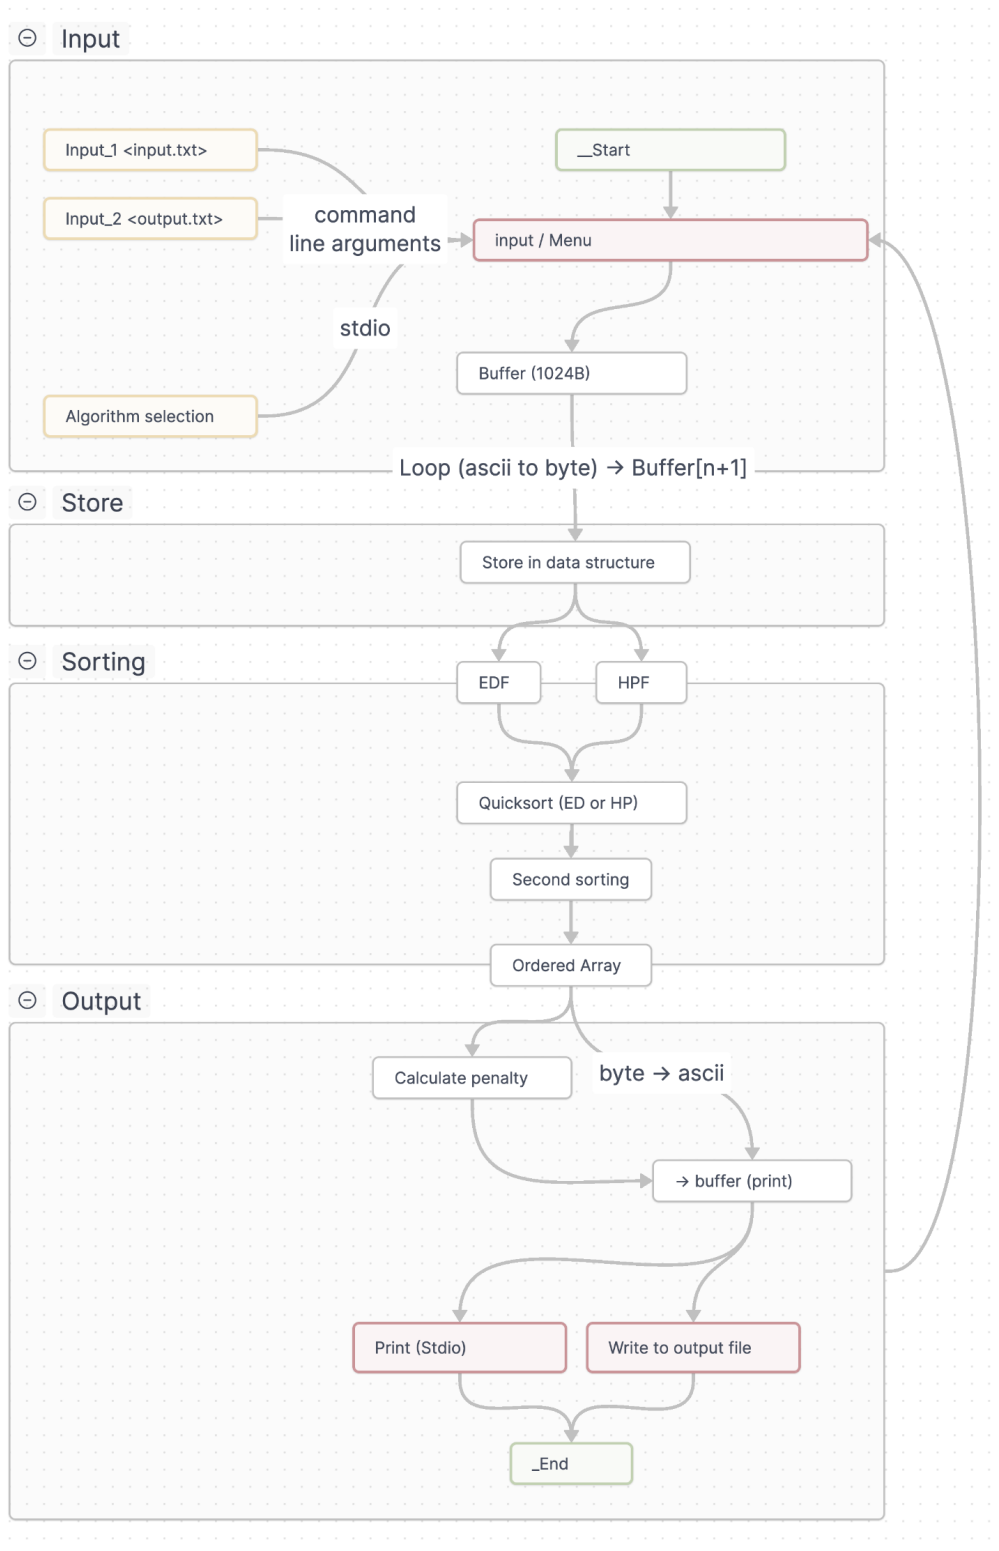 Input
Input_1 <input.txt>
__Start
Input_2 <output.txt>
command
line arguments
input / Menu
stdio
Buffer (1024B)
Algorithm selection
Loop (ascii to byte) → Buffer[n+1]
Store
Store in data structure
Sorting
EDF
HPF
Quicksort (ED or HP)
Second sorting
Ordered Array
Output
Calculate penalty
byte → ascii
→ buffer (print)
Print (Stdio)
Write to output file
_End